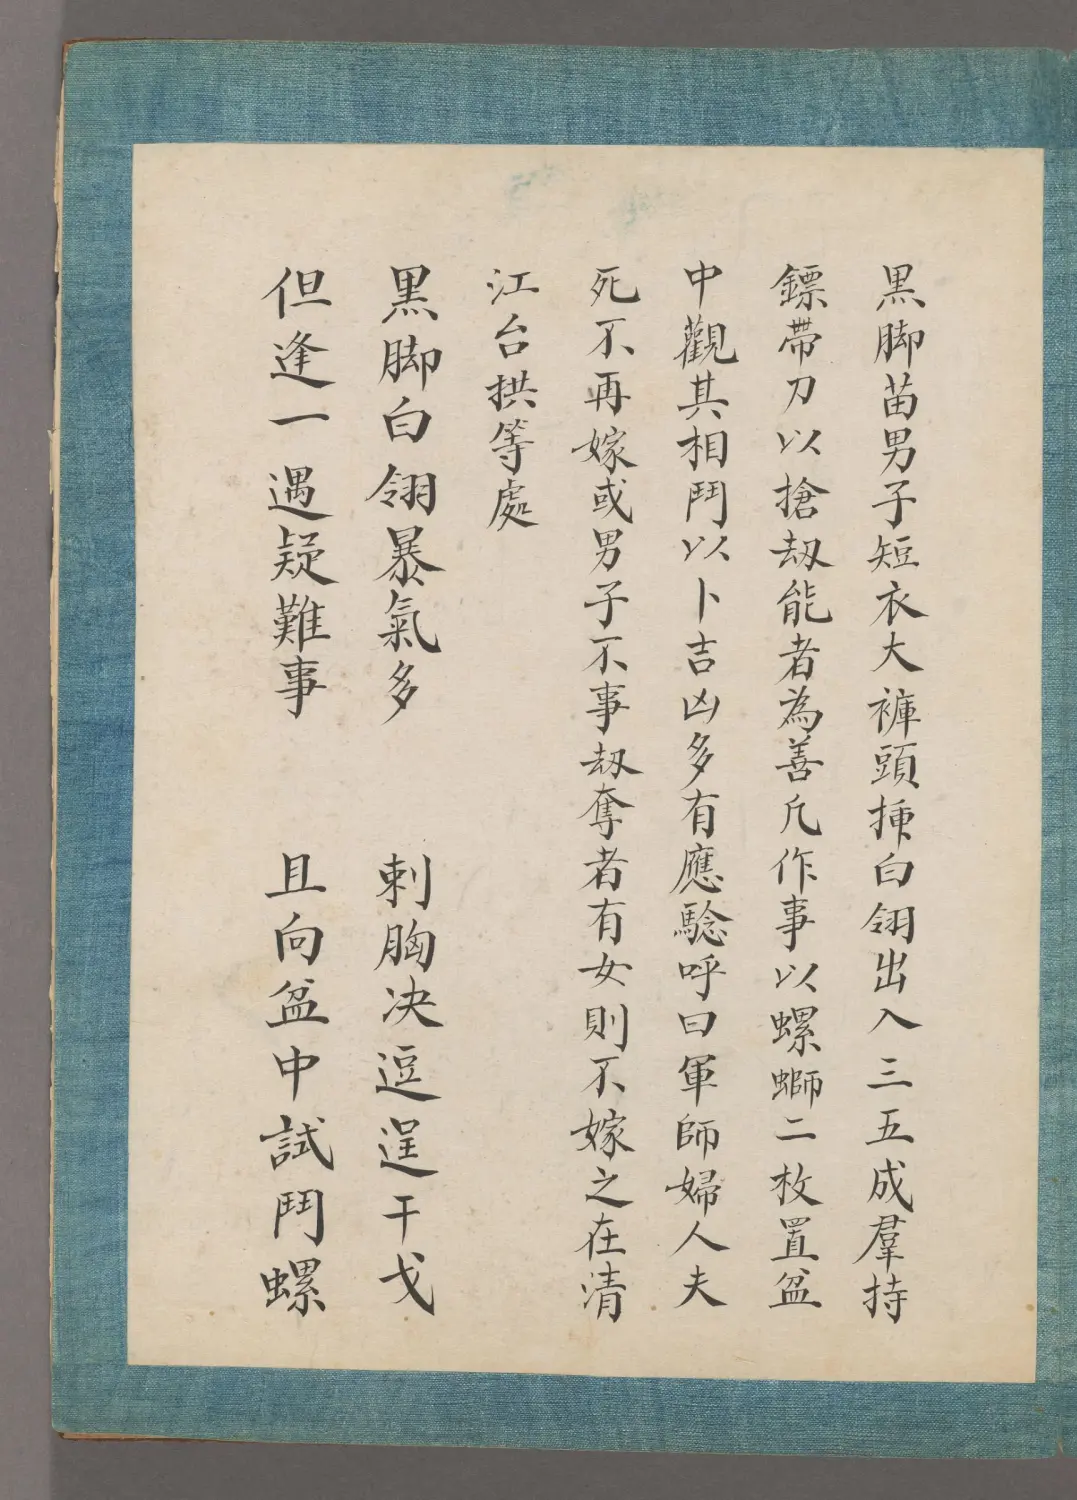 黒脚苗男子短衣大褲頭揷白翎出入三五成羣持
鏢帶刀以搶刼能者為善凢作事以螺螄二枚置盆
中觀其相鬥以卜吉凶多有應騐呼曰軍師婦人夫
死不再嫁或男子不事刼奪者有女則不嫁之在清
江台拱等處
黒脚白翎暴氣多　刺胸决逗逞干戈
但逢一遇疑難事　且向盆中試鬥螺